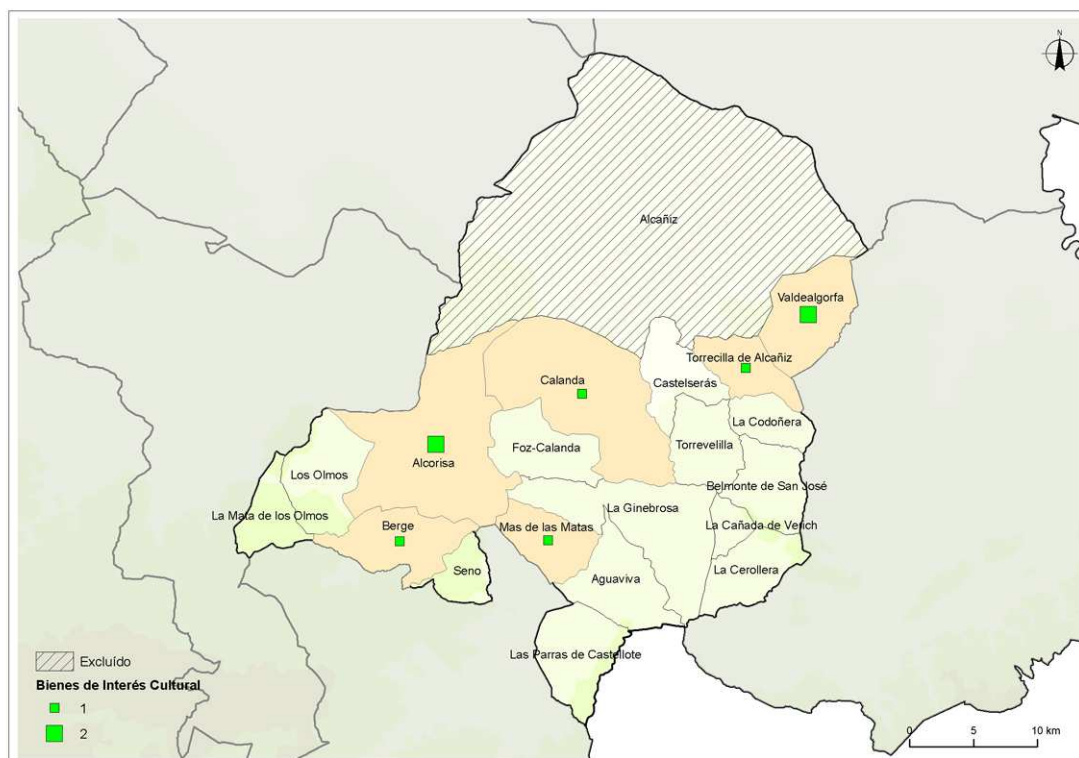 N
Alcañiz
Valdealgorfa
Torrecilla de Alcañiz
Calanda
Castelserás
La Codoñera
Foz-Calanda
Torrevelilla
Alcorisa
Los Olmos
Belmonte de San José
La Ginebrosa
La Mata de los Olmos
Berge
Mas de las Matas
La Cañada de Verich
Seno
Aguaviva
La Cerollera
Las Parras de Castellote
Excluído
Bienes de Interés Cultural
1
2
0 5 10 km